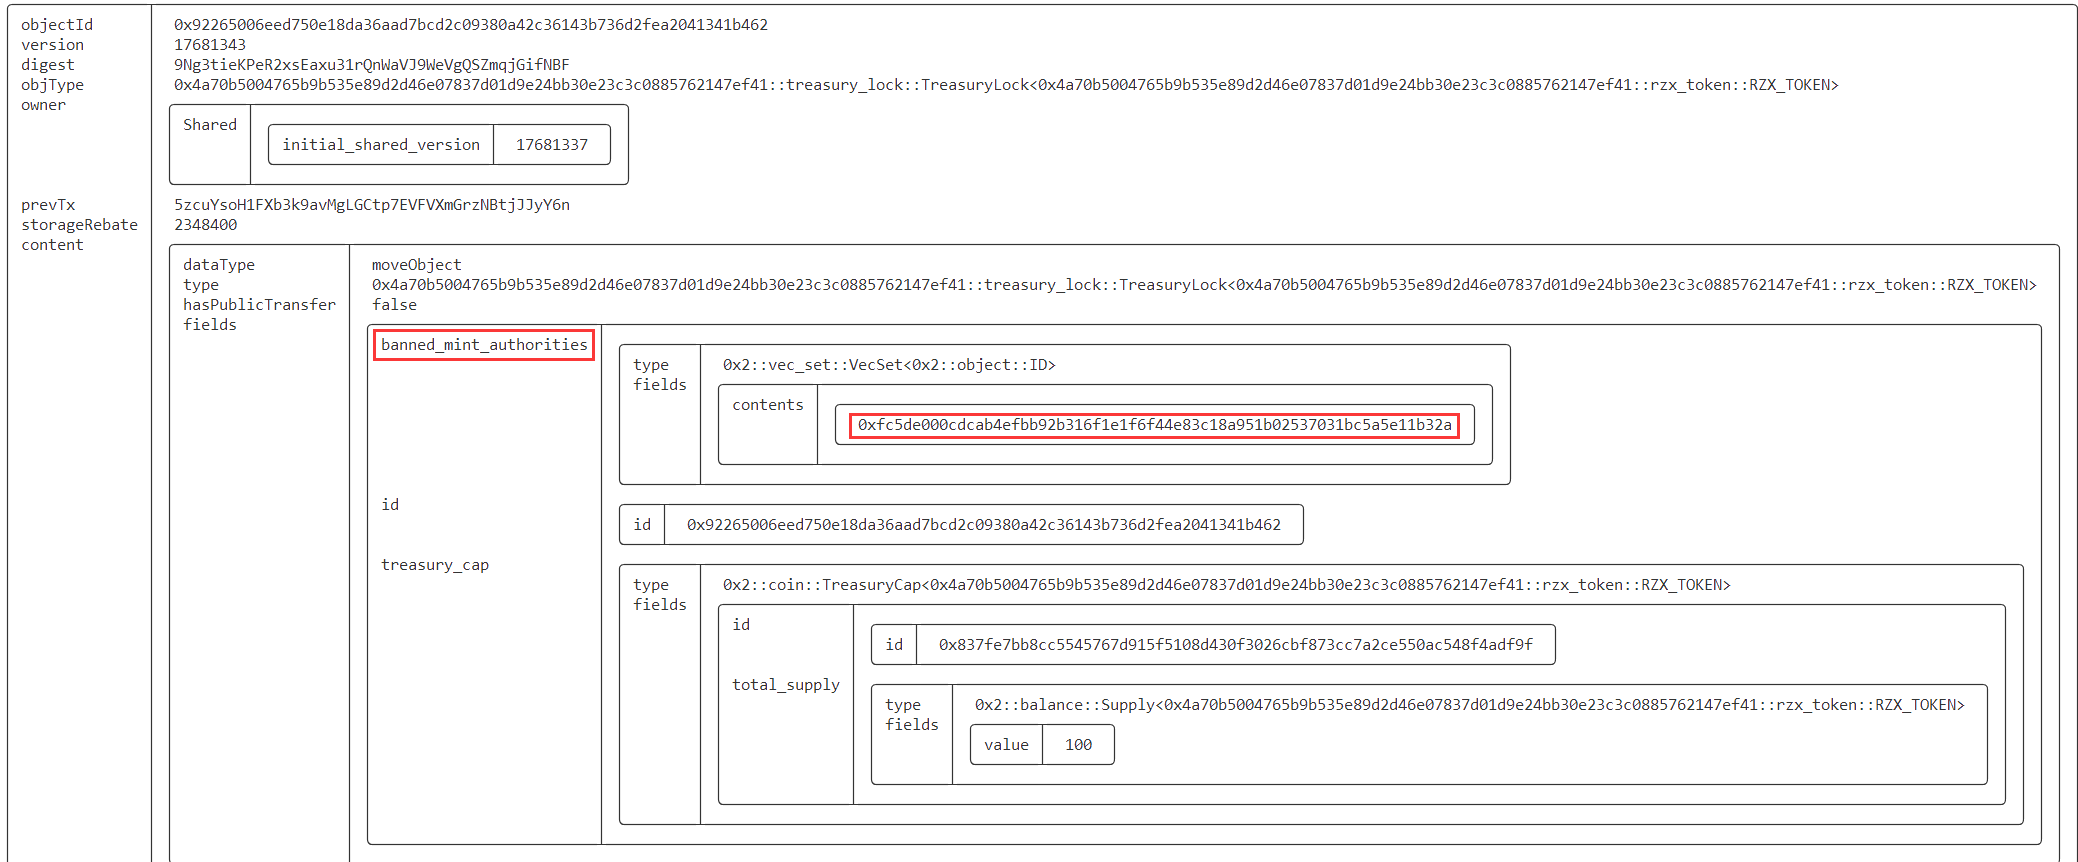 objectId 0x92265006eed750e18da36aad7bcd2c09380a42c36143b736d2fea2041341b462
version 17681343
digest 9Ng3tieKPeR2xsEaxu31rQnWaVJ9WeVgQSZmqjGifNBF
objType 0x4a70b5004765b9b535e89d2d46e07837d01d9e24bb30e23c3c0885762147ef41::treasury_lock::TreasuryLock<0x4a70b5004765b9b535e89d2d46e07837d01d9e24bb30e23c3c0885762147ef41::rzx_token::RZX_TOKEN>
owner
Shared
initial_shared_version 17681337
prevTx 5zcuYsoH1FXb3k9avMgLGCtp7EVFVXmGrzNBtjJJyY6n
storageRebate 2348400
content
dataType moveObject
type 0x4a70b5004765b9b535e89d2d46e07837d01d9e24bb30e23c3c0885762147ef41::treasury_lock::TreasuryLock<0x4a70b5004765b9b535e89d2d46e07837d01d9e24bb30e23c3c0885762147ef41::rzx_token::RZX_TOKEN>
hasPublicTransfer false
fields
banned_mint_authorities
type 0x2::vec_set::VecSet<0x2::object::ID>
fields
contents
0xfc5de000cdcab4efbb92b316f1e1f6f44e83c18a951b02537031bc5a5e11b32a
id
id 0x92265006eed750e18da36aad7bcd2c09380a42c36143b736d2fea2041341b462
treasury_cap
type 0x2::coin::TreasuryCap<0x4a70b5004765b9b535e89d2d46e07837d01d9e24bb30e23c3c0885762147ef41::rzx_token::RZX_TOKEN>
fields
id
id 0x837fe7bb8cc5545767d915f5108d430f3026cbf873cc7a2ce550ac548f4adf9f
total_supply
type 0x2::balance::Supply<0x4a70b5004765b9b535e89d2d46e07837d01d9e24bb30e23c3c0885762147ef41::rzx_token::RZX_TOKEN>
fields
value 100